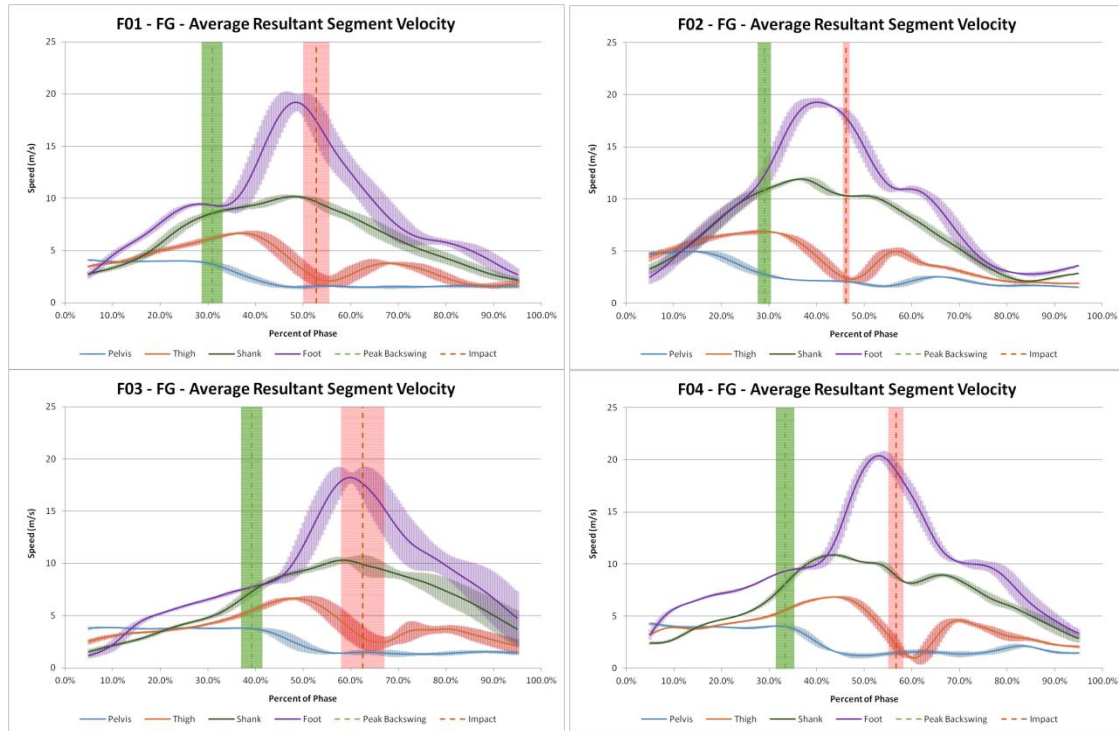 F01 - FG - Average Resultant Segment Velocity
25
20
15
10
5
0
Speed (m/s)
0.0% 10.0% 20.0% 30.0% 40.0% 50.0% 60.0% 70.0% 80.0% 90.0% 100.0%
Percent of Phase
Pelvis Thigh Shank Foot Peak Backswing Impact
F02 - FG - Average Resultant Segment Velocity
25
20
15
10
5
0
Speed (m/s)
0.0% 10.0% 20.0% 30.0% 40.0% 50.0% 60.0% 70.0% 80.0% 90.0% 100.0%
Percent of Phase
Pelvis Thigh Shank Foot Peak Backswing Impact
F03 - FG - Average Resultant Segment Velocity
25
20
15
10
5
0
Speed (m/s)
0.0% 10.0% 20.0% 30.0% 40.0% 50.0% 60.0% 70.0% 80.0% 90.0% 100.0%
Percent of Phase
Pelvis Thigh Shank Foot Peak Backswing Impact
F04 - FG - Average Resultant Segment Velocity
25
20
15
10
5
0
Speed (m/s)
0.0% 10.0% 20.0% 30.0% 40.0% 50.0% 60.0% 70.0% 80.0% 90.0% 100.0%
Percent of Phase
Pelvis Thigh Shank Foot Peak Backswing Impact